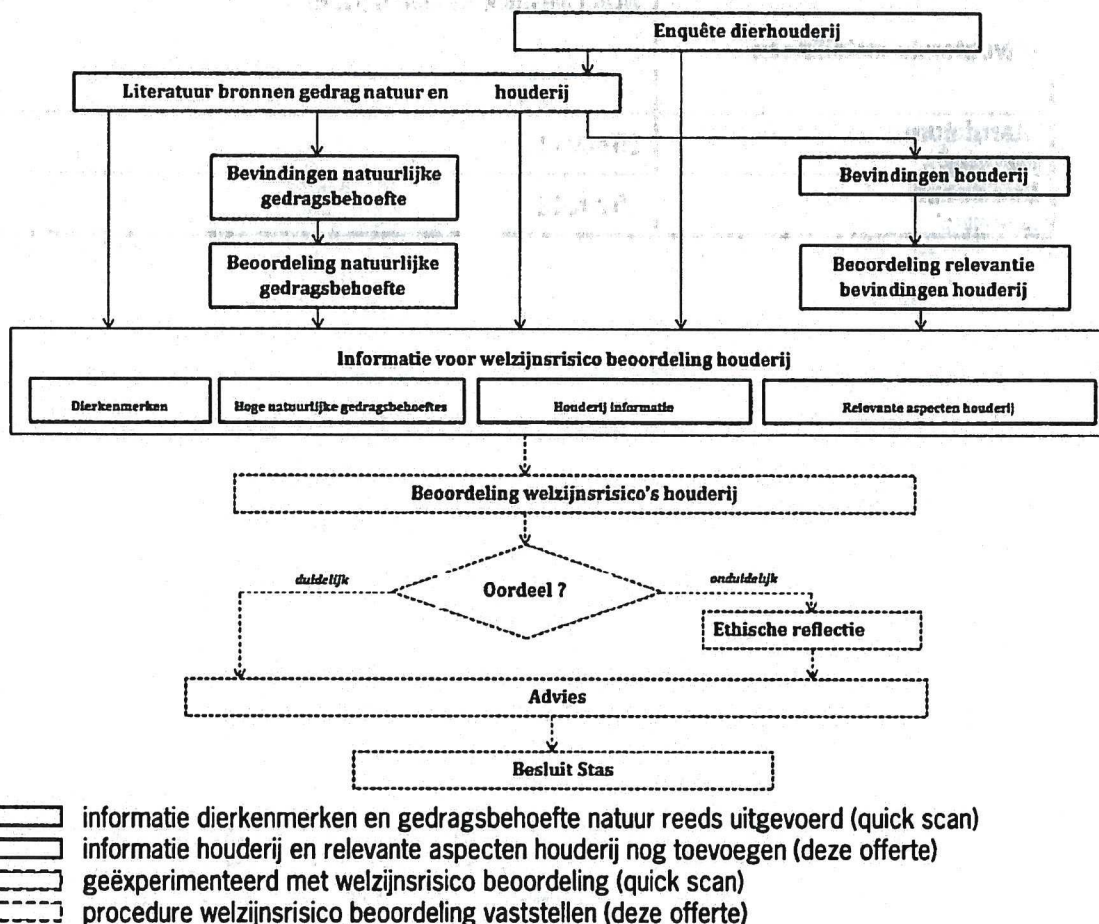 Enquête dierhouderij
Literatuur bronnen gedrag natuur en houderij
Bevindingen natuurlijke
gedragsbehoefte
Bevindingen houderij
Beoordeling natuurlijke
gedragsbehoefte
Beoordeling relevantie
bevindingen houderij
Informatie voor welzijnsrisico beoordeling houderij
Dierkenmerken
Hoge natuurlijke gedragsbehoeftes
Houderij informatie
Relevante aspecten houderij
Beoordeling welzijnsrisico's houderij
duidelijk
Oordeel ?
onduidelijk
Ethische reflectie
Advies
Besluit Stas
informatie dierkenmerken en gedragsbehoefte natuur reeds uitgevoerd (quick scan)
informatie houderij en relevante aspecten houderij nog toevoegen (deze offerte)
geëxperimenteerd met welzijnsrisico beoordeling (quick scan)
procedure welzijnsrisico beoordeling vaststellen (deze offerte)